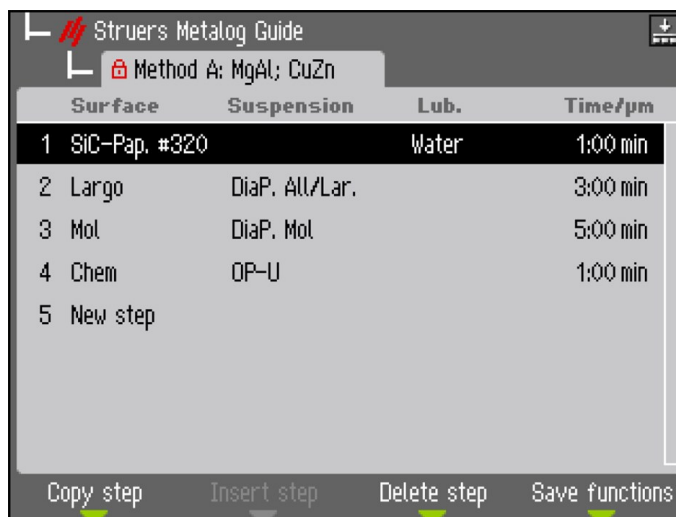 Struers Metalog Guide
Method A: MgAl; CuZn
Surface Suspension Lub. Time/µm
1 SiC-Pap. #320 Water 1:00 min
2 Largo DiaP. All/Lar. 3:00 min
3 Mol DiaP. Mol 5:00 min
4 Chem OP-U 1:00 min
5 New step
Copy step Insert step Delete step Save functions